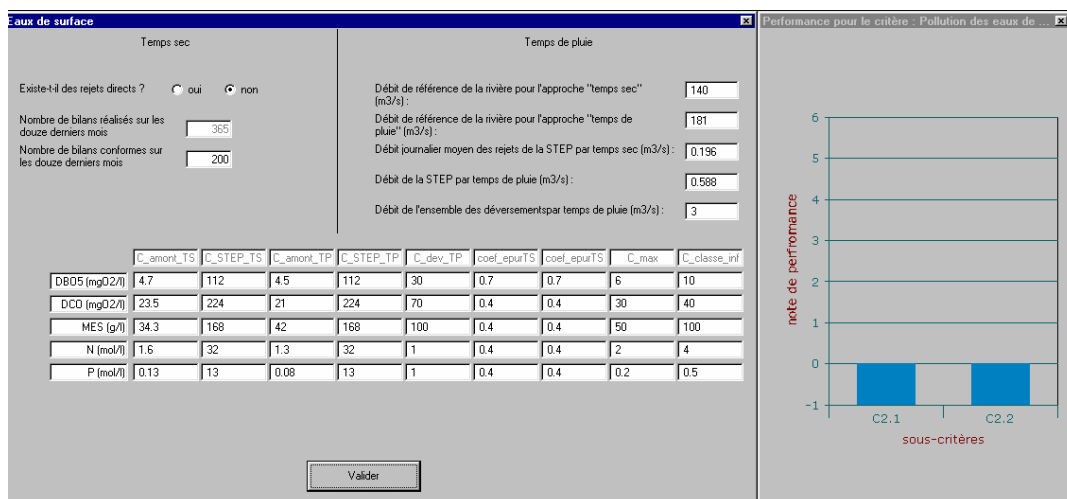 Eaux de surface
Temps sec
Temps de pluie
Existe-t-il des rejets directs ?
oui
non
Nombre de bilans réalisés sur les
douze derniers mois
365
Nombre de bilans conformes sur
les douze derniers mois
200
Débit de référence de la rivière pour l'approche "temps sec"
(m3/s) :
140
Débit de référence de la rivière pour l'approche "temps de
pluie" (m3/s) :
181
Débit journalier moyen des rejets de la STEP par temps sec (m3/s) :
0.196
Débit de la STEP par temps de pluie (m3/s) :
0.588
Débit de l'ensemble des déversementspar temps de pluie (m3/s) :
3
C_amont_TS C_STEP_TS C_amont_TP C_STEP_TP C_dev_TP coef_epurTS coef_epurTS C_max C_classe_inf
DBO5 (mgO2/l) 4.7 112 4.5 112 30 0.7 0.7 6 10
DCO (mgO2/l) 23.5 224 21 224 70 0.4 0.4 30 40
MES (g/l) 34.3 168 42 168 100 0.4 0.4 50 100
N (mol/l) 1.6 32 1.3 32 1 0.4 0.4 2 4
P (mol/l) 0.13 13 0.08 13 1 0.4 0.4 0.2 0.5
Valider
Performance pour le critère : Pollution des eaux de ...
note de perfromance
6
5
4
3
2
1
0
-1
C2.1 C2.2
sous-critères